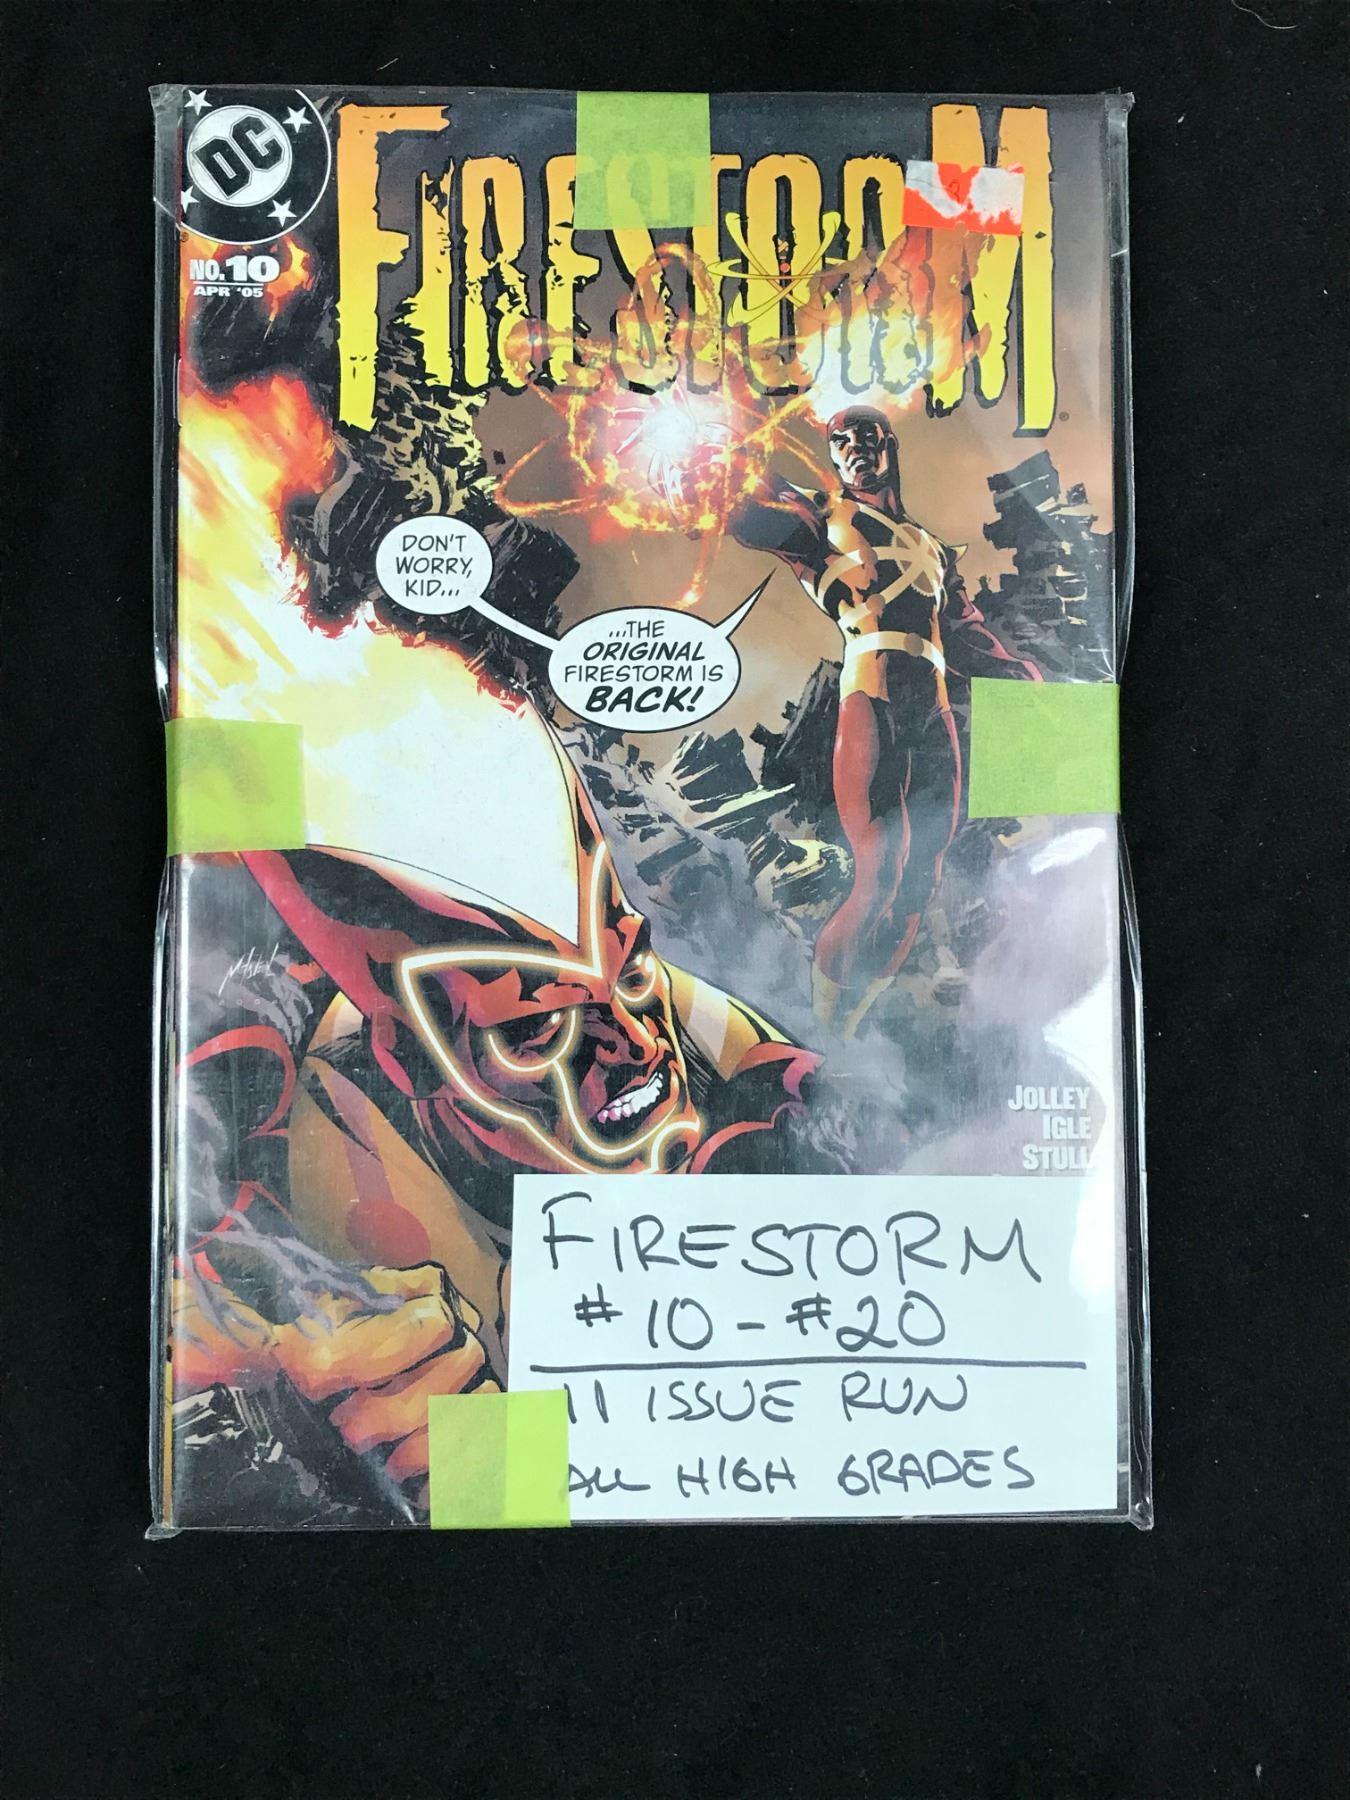 DC
FIRESTORM
NO.10
APR '05
DON'T
WORRY,
KID...
...THE
ORIGINAL
FIRESTORM IS
BACK!
JOLLEY
IGLE
STULL
FIRESTORM
#10-#20
11 ISSUE RUN
ALL HIGH GRADES